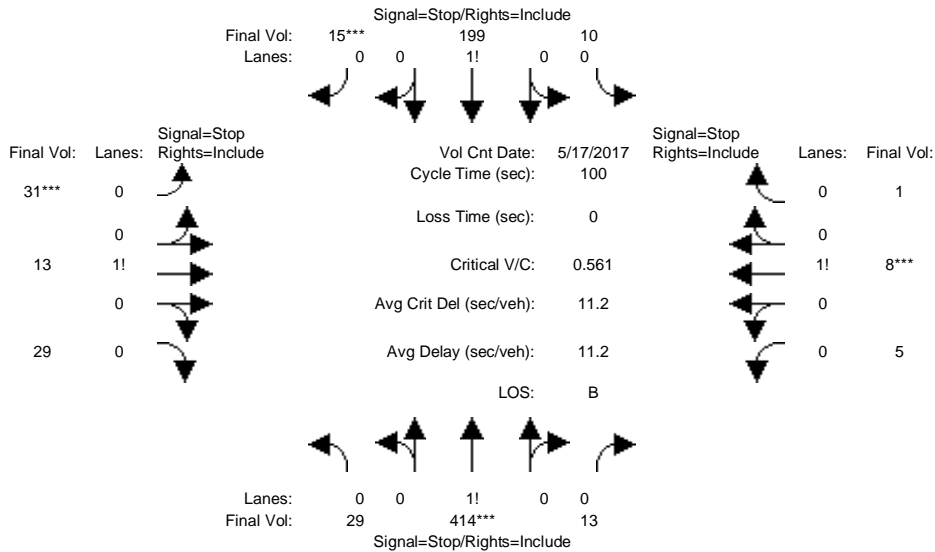 Signal=Stop/Rights=Include
Final Vol: 15*** 199 10
Lanes: 0 0 1! 0 0
Signal=Stop Signal=Stop
Final Vol: Lanes: Rights=Include Vol Cnt Date: 5/17/2017 Rights=Include Lanes: Final Vol:
Cycle Time (sec): 100
31*** 0 0 1
Loss Time (sec): 0
0 0
13 1! Critical V/C: 0.561 1! 8***
0 Avg Crit Del (sec/veh): 11.2 0
29 0 Avg Delay (sec/veh): 11.2 0 5
LOS: B
Lanes: 0 0 1! 0 0
Final Vol: 29 414*** 13
Signal=Stop/Rights=Include